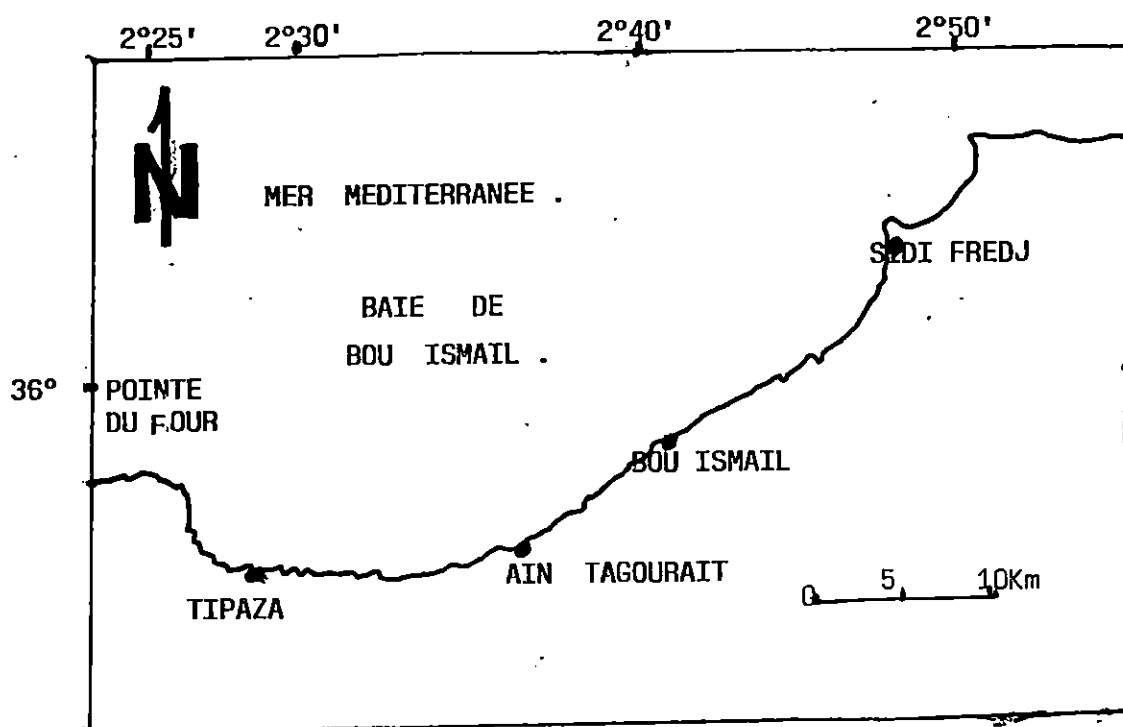 2°25' 2°30' 2°40' 2°50'
N
MER MEDITERRANEE .
SIDI FREDJ
BAIE DE
BOU ISMAIL .
36° POINTE
DU FOUR
BOU ISMAIL
AIN TAGOURAIT
0 5 10Km
TIPAZA